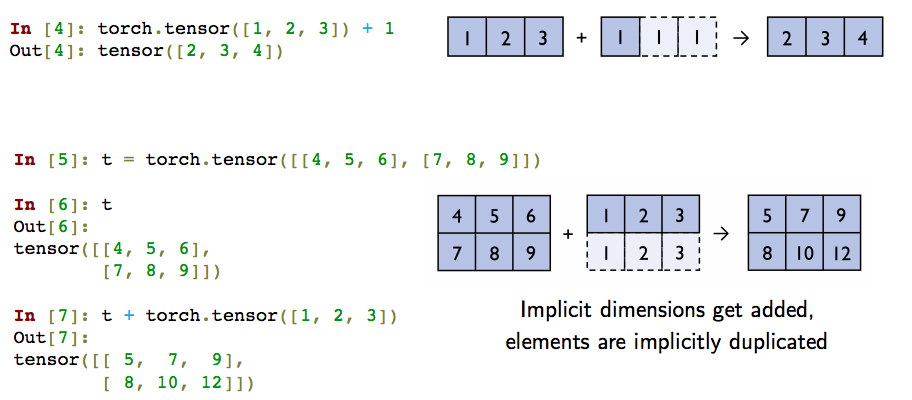 In [4]: torch.tensor([1, 2, 3]) + 1
Out[4]: tensor([2, 3, 4])
1 2 3 + 1 1 1 → 2 3 4
In [5]: t = torch.tensor([[4, 5, 6], [7, 8, 9]])
In [6]: t
Out[6]:
tensor([[4, 5, 6],
[7, 8, 9]])
In [7]: t + torch.tensor([1, 2, 3])
Out[7]:
tensor([[ 5, 7, 9],
[ 8, 10, 12]])
4 5 6 + 1 2 3 → 5 7 9
7 8 9 1 2 3 8 10 12
Implicit dimensions get added,
elements are implicitly duplicated